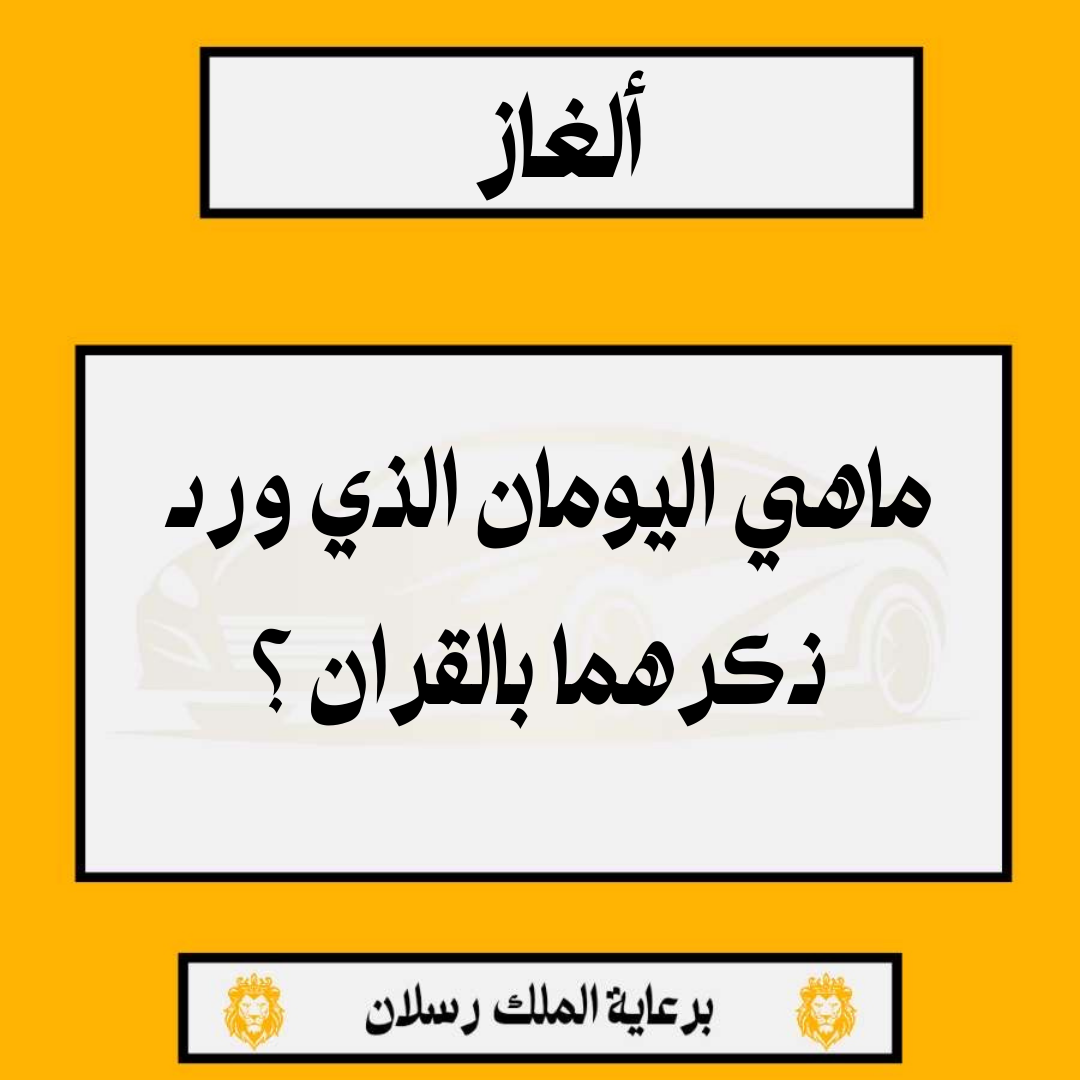 ألغاز
ماهي اليومان الذي ورد
ذكرهما بالقران ؟
برعاية الملك رسلان